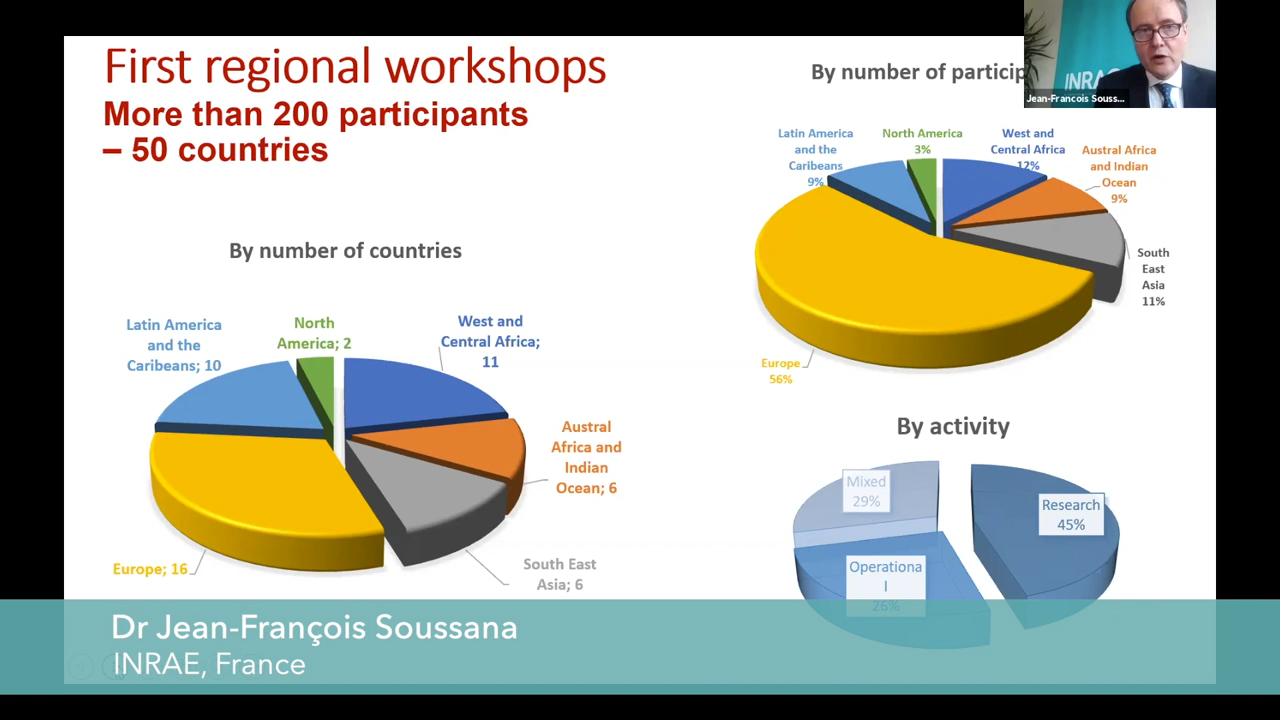 First regional workshops
More than 200 participants
– 50 countries
By number of countries
Latin America
and the
Caribeans; 10
North
America; 2
West and
Central Africa;
11
Austral
Africa and
Indian
Ocean; 6
South East
Asia; 6
Europe; 16
By number of particip
Latin America
and the
Caribeans
9%
North America
3%
West and
Central Africa
12%
Austral Africa
and Indian
Ocean
9%
South
East
Asia
11%
Europe
56%
By activity
Mixed
29%
Research
45%
Operationa
l
26%
INRA
Jean-Francois Souss...
Dr Jean-François Soussana
INRAE, France